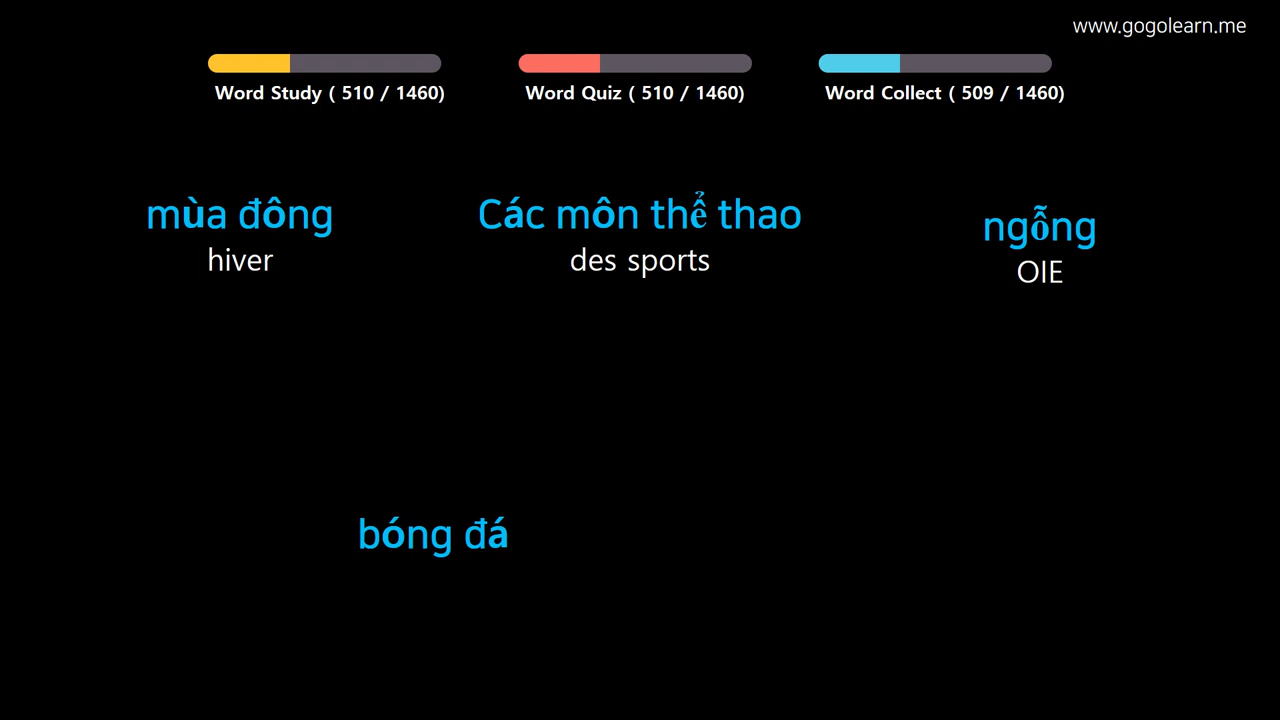 www.gogolearn.me
Word Study ( 510 / 1460)
Word Quiz ( 510 / 1460)
Word Collect ( 509 / 1460)
mùa đông
hiver
Các môn thể thao
des sports
ngỗng
OIE
bóng đá